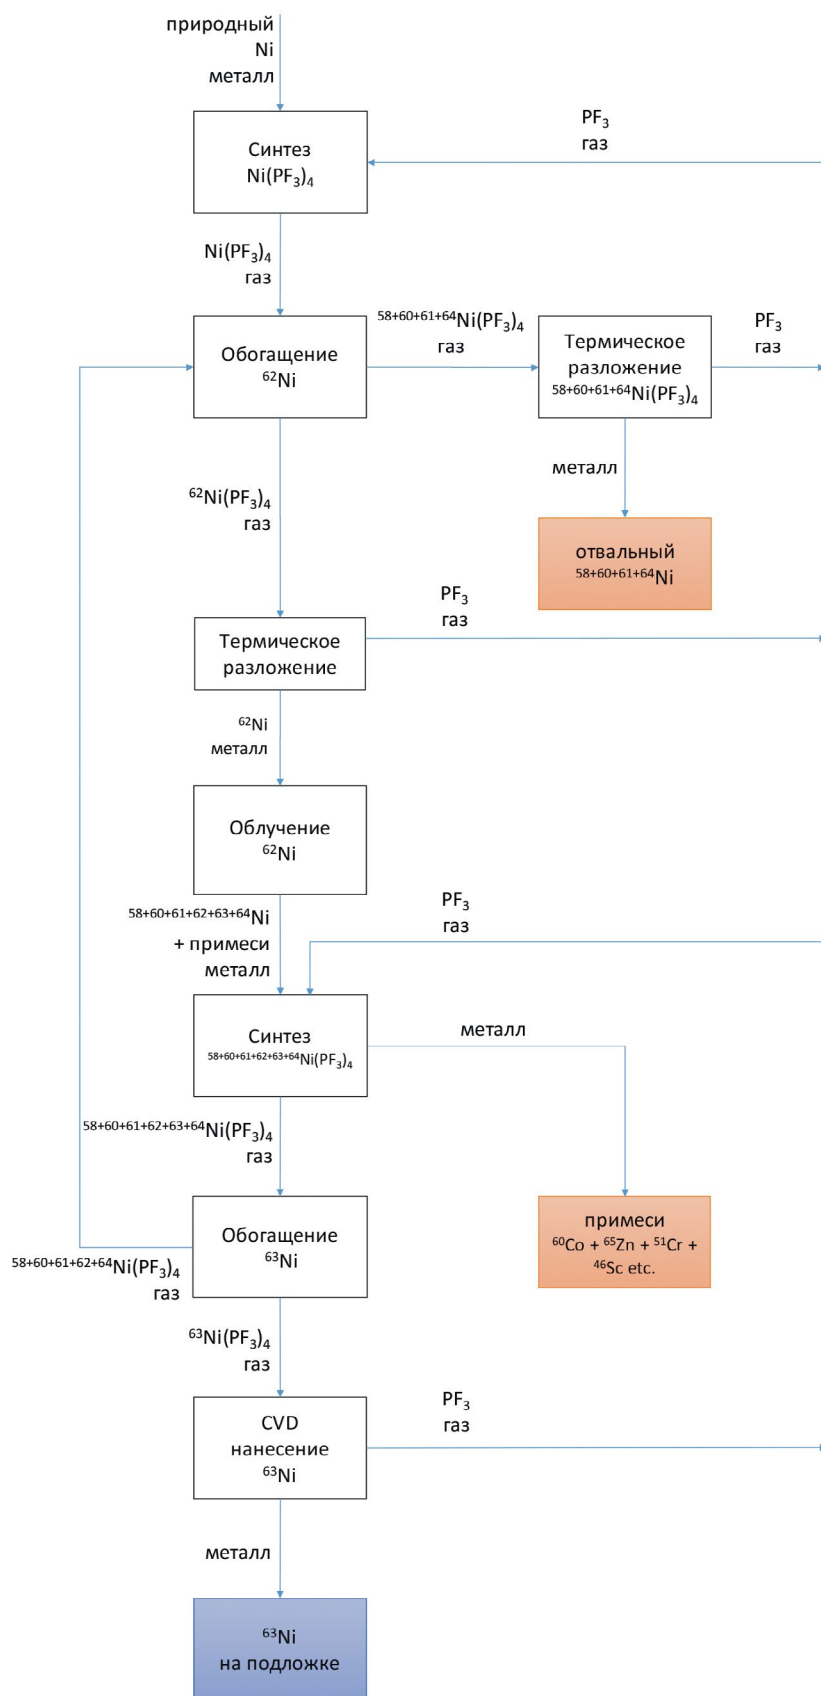 природный
Ni
металл
PF₃
газ
Синтез
Ni(PF₃)₄
Ni(PF₃)₄
газ
⁵⁸⁺⁶⁰⁺⁶¹⁺⁶⁴Ni(PF₃)₄
газ
PF₃
газ
Обогащение
⁶²Ni
Термическое
разложение
⁵⁸⁺⁶⁰⁺⁶¹⁺⁶⁴Ni(PF₃)₄
металл
⁶²Ni(PF₃)₄
газ
отвальный
⁵⁸⁺⁶⁰⁺⁶¹⁺⁶⁴Ni
PF₃
газ
Термическое
разложение
⁶²Ni
металл
Облучение
⁶²Ni
⁵⁸⁺⁶⁰⁺⁶¹⁺⁶²⁺⁶³⁺⁶⁴Ni
+ примеси
металл
PF₃
газ
Синтез
⁵⁸⁺⁶⁰⁺⁶¹⁺⁶²⁺⁶³⁺⁶⁴Ni(PF₃)₄
металл
⁵⁸⁺⁶⁰⁺⁶¹⁺⁶²⁺⁶³⁺⁶⁴Ni(PF₃)₄
газ
Обогащение
⁶³Ni
примеси
⁶⁰Co + ⁶⁵Zn + ⁵¹Cr +
⁴⁶Sc etc.
⁵⁸⁺⁶⁰⁺⁶¹⁺⁶²⁺⁶⁴Ni(PF₃)₄
газ
⁶³Ni(PF₃)₄
газ
CVD
нанесение
⁶³Ni
PF₃
газ
металл
⁶³Ni
на подложке